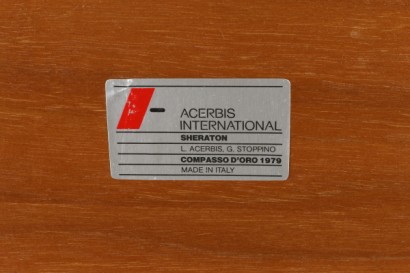 ACERBIS
INTERNATIONAL
SHERATON
L. ACERBIS, G. STOPPINO
COMPASSO D'ORO 1979
MADE IN ITALY